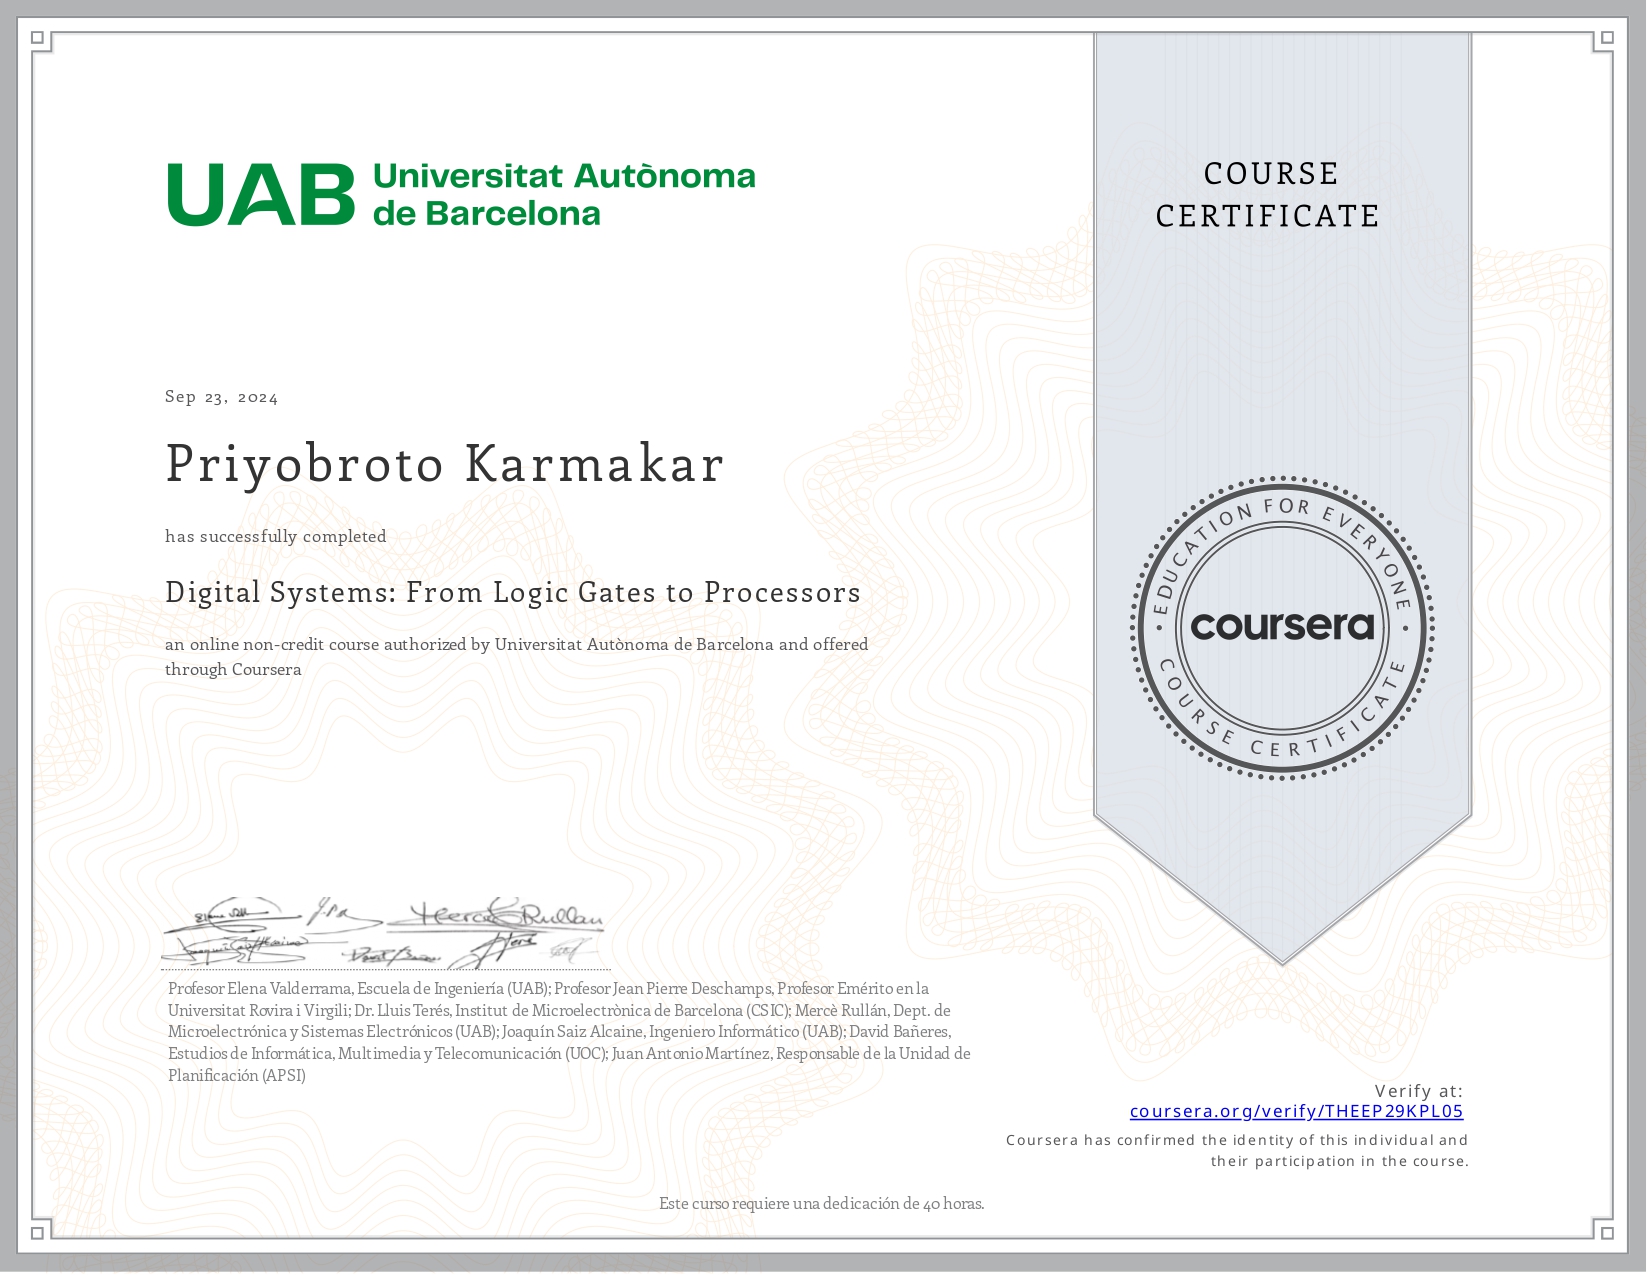 UAB Universitat Autònoma
de Barcelona
COURSE
CERTIFICATE
Sep 23, 2024
Priyobroto Karmakar
has successfully completed
Digital Systems: From Logic Gates to Processors
an online non-credit course authorized by Universitat Autònoma de Barcelona and offered
through Coursera
EDUCATION FOR EVERYONE
coursera
COURSE CERTIFICATE
Mercè Rullan
Profesor Elena Valderrama, Escuela de Ingeniería (UAB); Profesor Jean Pierre Deschamps, Profesor Emérito en la
Universitat Rovira i Virgili; Dr. Lluis Terés, Institut de Microelectrònica de Barcelona (CSIC); Mercè Rullán, Dept. de
Microelectrónica y Sistemas Electrónicos (UAB); Joaquín Saiz Alcaine, Ingeniero Informático (UAB); David Bañeres,
Estudios de Informática, Multimedia y Telecomunicación (UOC); Juan Antonio Martínez, Responsable de la Unidad de
Planificación (APSI)
Verify at:
coursera.org/verify/THEEP29KPL05
Coursera has confirmed the identity of this individual and
their participation in the course.
Este curso requiere una dedicación de 40 horas.